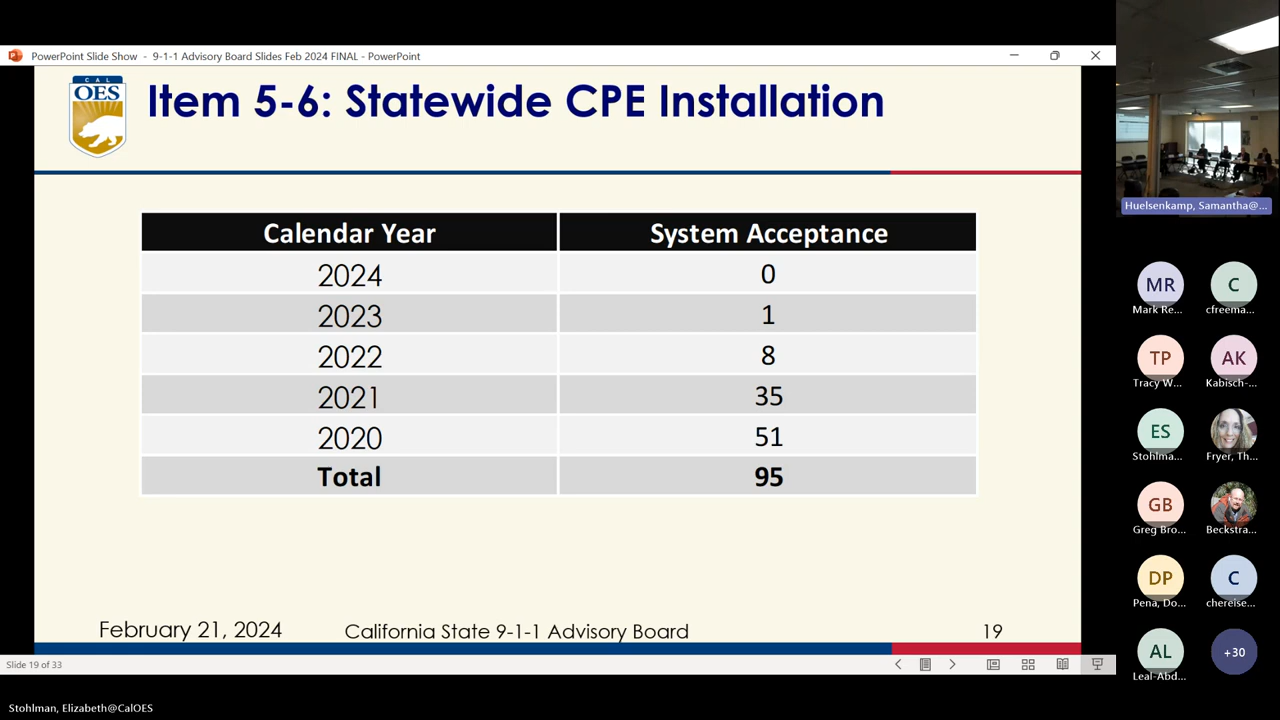 PowerPoint Slide Show - 9-1-1 Advisory Board Slides Feb 2024 FINAL - PowerPoint
CAL
OES
Item 5-6: Statewide CPE Installation
Calendar Year System Acceptance
2024 0
2023 1
2022 8
2021 35
2020 51
Total 95
February 21, 2024 California State 9-1-1 Advisory Board 19
Slide 19 of 33
Stohlman, Elizabeth@CalOES
Huelsenkamp, Samantha@...
MR C
Mark Re... cfreema...
TP AK
Tracy W... Kabisch-...
ES
Stohlma... Fryer, Th...
GB
Greg Bro... Beckstra...
DP C
Pena, Do... chereise...
AL +30
Leal-Abd...